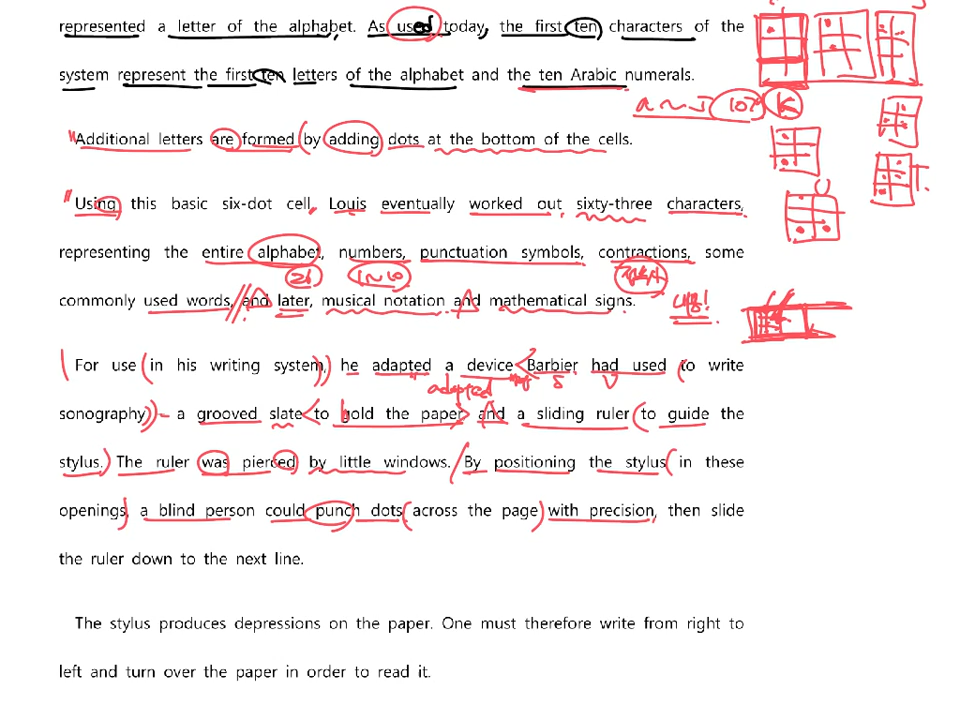 represented a letter of the alphabet. As used today, the first ten characters of the
system represent the first ten letters of the alphabet and the ten Arabic numerals.
a ~ J 10개 K
Additional letters are formed by adding dots at the bottom of the cells.
Using this basic six-dot cell, Louis eventually worked out sixty-three characters,
representing the entire alphabet, numbers, punctuation symbols, contractions, some
26 1~10
commonly used words, and later, musical notation and mathematical signs.
For use in his writing system, he adapted a device Barbier had used to write
adapted S V
sonography – a grooved slate to hold the paper and a sliding ruler to guide the
stylus. The ruler was pierced by little windows. By positioning the stylus in these
openings, a blind person could punch dots across the page with precision, then slide
the ruler down to the next line.
The stylus produces depressions on the paper. One must therefore write from right to
left and turn over the paper in order to read it.